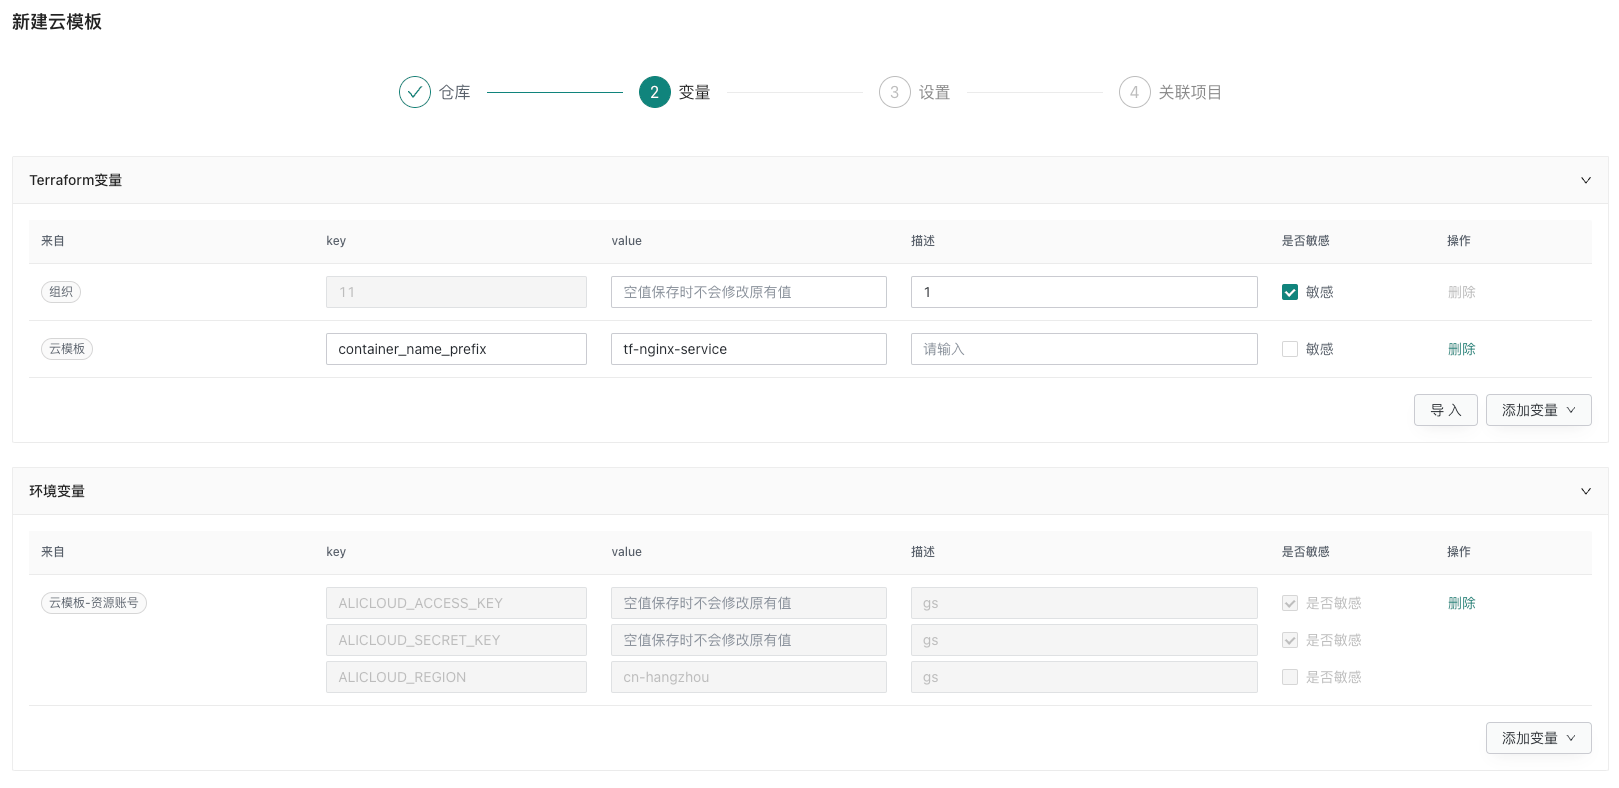 新建云模板
仓库 2 变量 3 设置 4 关联项目
Terraform变量
来自 key value 描述 是否敏感 操作
组织 11 空值保存时不会修改原有值 1 敏感 删除
云模板 container_name_prefix tf-nginx-service 请输入 敏感 删除
导 入 添加变量
环境变量
来自 key value 描述 是否敏感 操作
云模板-资源账号 ALICLOUD_ACCESS_KEY 空值保存时不会修改原有值 gs 是否敏感 删除
ALICLOUD_SECRET_KEY 空值保存时不会修改原有值 gs 是否敏感
ALICLOUD_REGION cn-hangzhou gs 是否敏感
添加变量